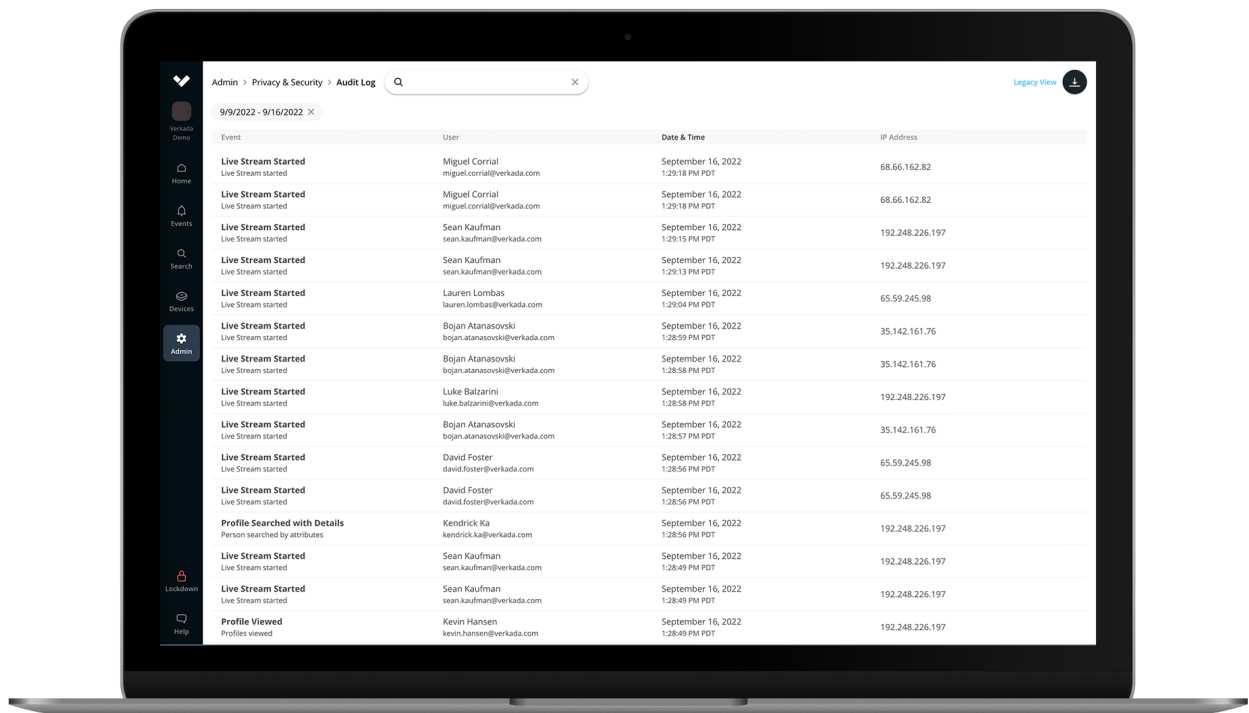 Admin > Privacy & Security > Audit Log
Legacy View
9/9/2022 - 9/16/2022
Verkada
Demo
Home
Events
Search
Devices
Admin
Lockdown
Help
Event User Date & Time IP Address
Live Stream Started Miguel Corrial September 16, 2022 68.66.162.82
Live Stream started miguel.corrial@verkada.com 1:29:18 PM PDT
Live Stream Started Miguel Corrial September 16, 2022 68.66.162.82
Live Stream started miguel.corrial@verkada.com 1:29:18 PM PDT
Live Stream Started Sean Kaufman September 16, 2022 192.248.226.197
Live Stream started sean.kaufman@verkada.com 1:29:15 PM PDT
Live Stream Started Sean Kaufman September 16, 2022 192.248.226.197
Live Stream started sean.kaufman@verkada.com 1:29:13 PM PDT
Live Stream Started Lauren Lombas September 16, 2022 65.59.245.98
Live Stream started lauren.lombas@verkada.com 1:29:04 PM PDT
Live Stream Started Bojan Atanasovski September 16, 2022 35.142.161.76
Live Stream started bojan.atanasovski@verkada.com 1:28:59 PM PDT
Live Stream Started Bojan Atanasovski September 16, 2022 35.142.161.76
Live Stream started bojan.atanasovski@verkada.com 1:28:58 PM PDT
Live Stream Started Luke Balzarini September 16, 2022 192.248.226.197
Live Stream started luke.balzarini@verkada.com 1:28:58 PM PDT
Live Stream Started Bojan Atanasovski September 16, 2022 35.142.161.76
Live Stream started bojan.atanasovski@verkada.com 1:28:57 PM PDT
Live Stream Started David Foster September 16, 2022 65.59.245.98
Live Stream started david.foster@verkada.com 1:28:56 PM PDT
Live Stream Started David Foster September 16, 2022 65.59.245.98
Live Stream started david.foster@verkada.com 1:28:56 PM PDT
Profile Searched with Details Kendrick Ka September 16, 2022 192.248.226.197
Person searched by attributes kendrick.ka@verkada.com 1:28:56 PM PDT
Live Stream Started Sean Kaufman September 16, 2022 192.248.226.197
Live Stream started sean.kaufman@verkada.com 1:28:49 PM PDT
Live Stream Started Sean Kaufman September 16, 2022 192.248.226.197
Live Stream started sean.kaufman@verkada.com 1:28:49 PM PDT
Profile Viewed Kevin Hansen September 16, 2022 192.248.226.197
Profiles viewed kevin.hansen@verkada.com 1:28:49 PM PDT